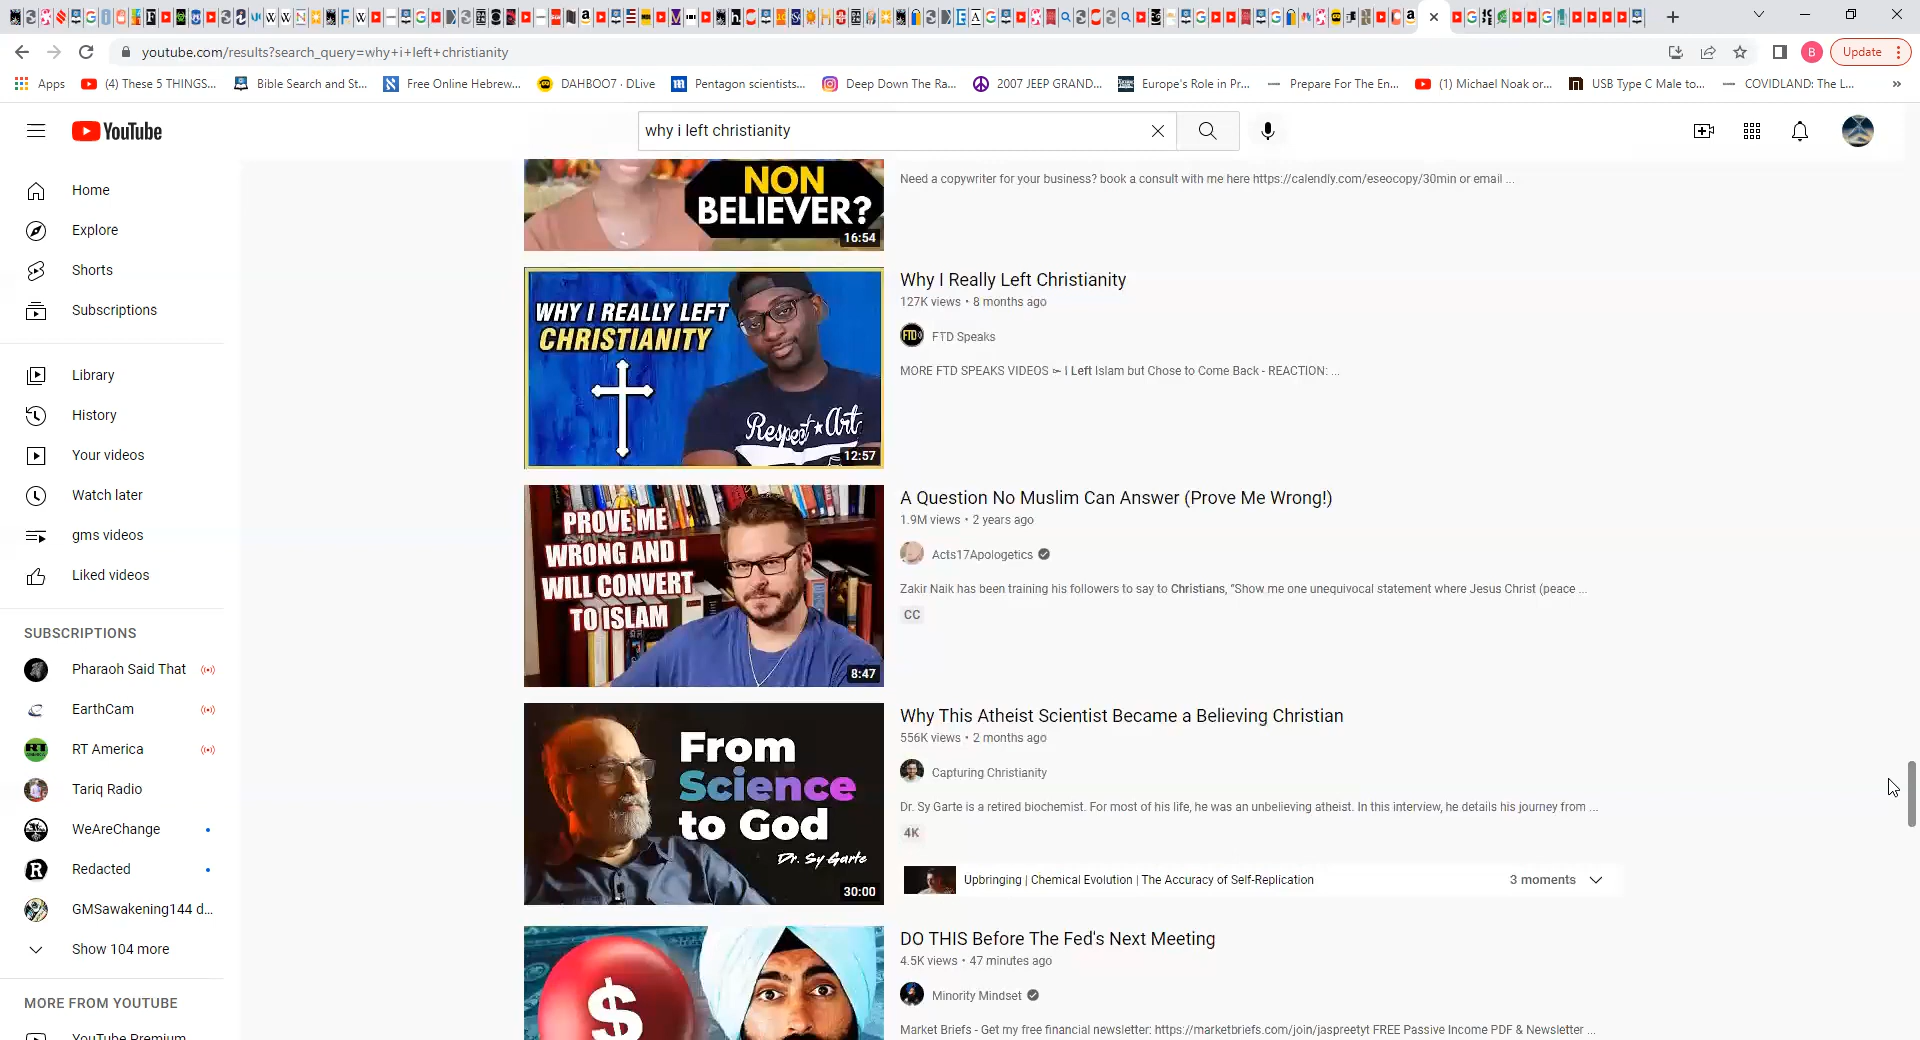 youtube.com/results?search_query=why+i+left+christianity
Update
Apps
(4) These 5 THINGS...
Bible Search and St...
Free Online Hebrew...
DAHBOO7 · DLive
Pentagon scientists...
Deep Down The Ra...
2007 JEEP GRAND...
Europe's Role in Pr...
Prepare For The En...
(1) Michael Noak or...
USB Type C Male to...
COVIDLAND: The L...
»
YouTube
why i left christianity
Home
Explore
Shorts
Subscriptions
Library
History
Your videos
Watch later
gms videos
Liked videos
SUBSCRIPTIONS
Pharaoh Said That
EarthCam
RT America
Tariq Radio
WeAreChange
Redacted
GMSawakening144 d...
Show 104 more
MORE FROM YOUTUBE
YouTube Premium
NON
BELIEVER?
16:54
Need a copywriter for your business? book a consult with me here https://calendly.com/eseocopy/30min or email ...
WHY I REALLY LEFT
CHRISTIANITY
Respect★Art
12:57
Why I Really Left Christianity
127K views • 8 months ago
FTD Speaks
MORE FTD SPEAKS VIDEOS ➣ I Left Islam but Chose to Come Back - REACTION: ...
PROVE ME
WRONG AND I
WILL CONVERT
TO ISLAM
8:47
A Question No Muslim Can Answer (Prove Me Wrong!)
1.9M views • 2 years ago
Acts17Apologetics
Zakir Naik has been training his followers to say to Christians, “Show me one unequivocal statement where Jesus Christ (peace ...
CC
From
Science
to God
Dr. Sy Garte
30:00
Why This Atheist Scientist Became a Believing Christian
556K views • 2 months ago
Capturing Christianity
Dr. Sy Garte is a retired biochemist. For most of his life, he was an unbelieving atheist. In this interview, he details his journey from ...
4K
Upbringing | Chemical Evolution | The Accuracy of Self-Replication
3 moments
$
DO THIS Before The Fed's Next Meeting
4.5K views • 47 minutes ago
Minority Mindset
Market Briefs - Get my free financial newsletter: https://marketbriefs.com/join/jaspreetyt FREE Passive Income PDF & Newsletter ...